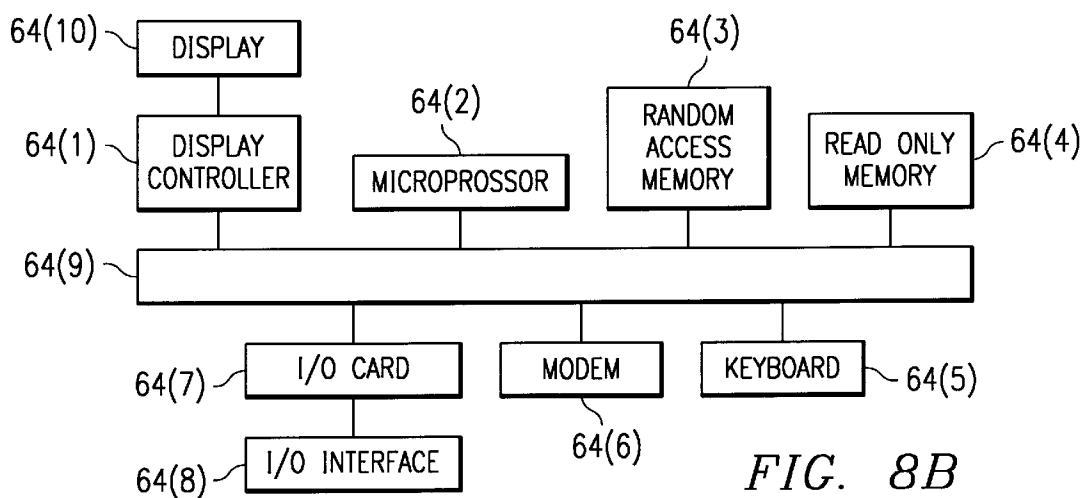 64(10)
DISPLAY
64(1)
DISPLAY
CONTROLLER
64(2)
MICROPROSSOR
64(3)
RANDOM
ACCESS
MEMORY
READ ONLY
MEMORY
64(4)
64(9)
64(7)
I/O CARD
MODEM
64(6)
KEYBOARD
64(5)
64(8)
I/O INTERFACE
FIG. 8B